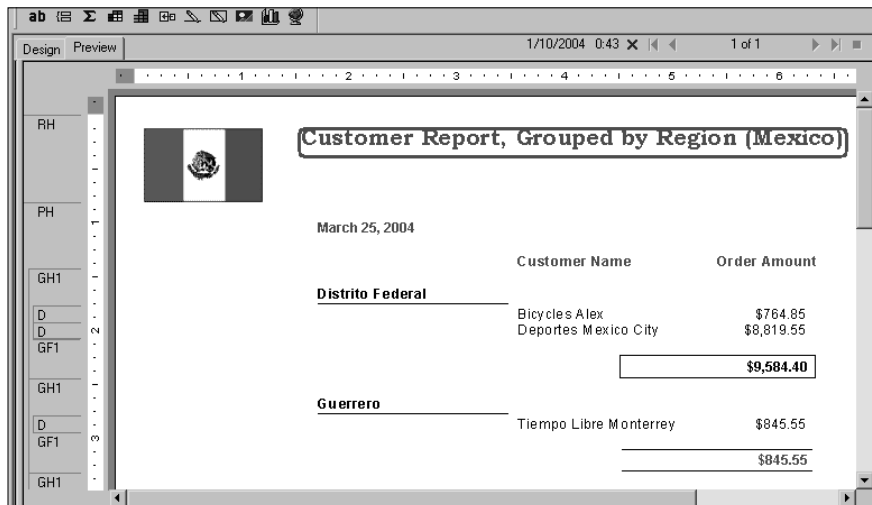 ab
Design Preview 1/10/2004 0:43 1 of 1
1 2 3 4 5 6
RH
Customer Report, Grouped by Region (Mexico)
PH
1
March 25, 2004
Customer Name Order Amount
GH1
Distrito Federal
D Bicycles Alex $764.85
D 2 Deportes Mexico City $8,819.55
GF1
$9,584.40
GH1
Guerrero
D Tiempo Libre Monterrey $845.55
GF1 3
$845.55
GH1